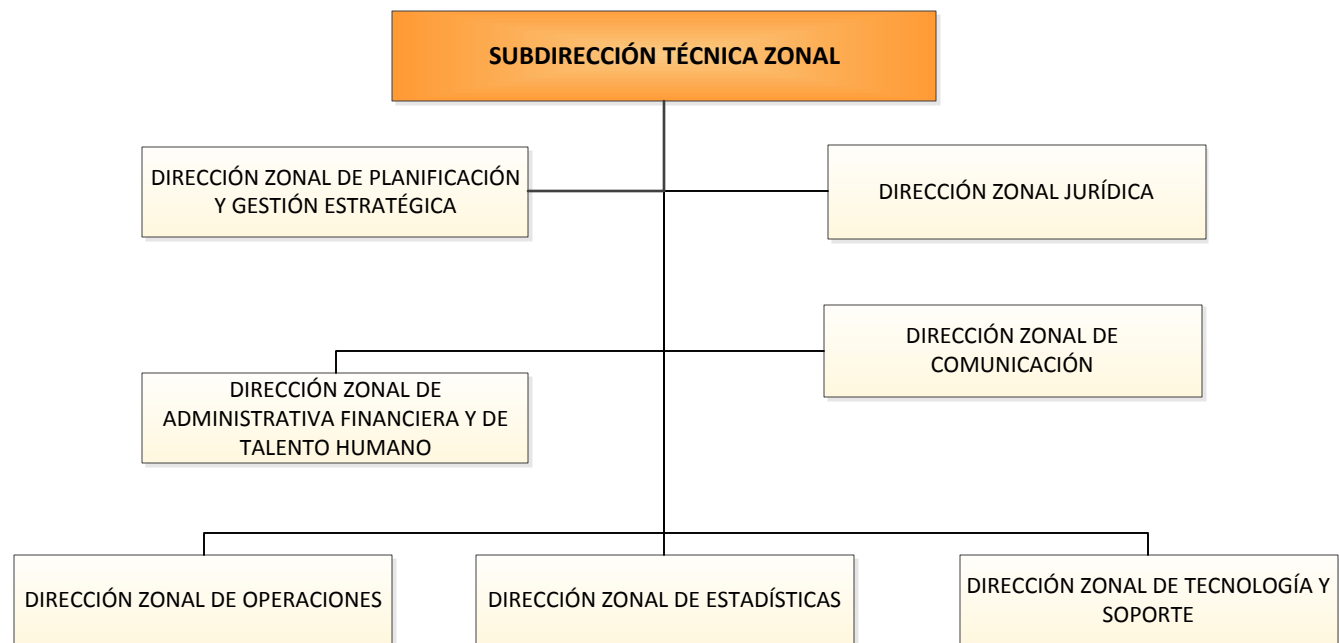 SUBDIRECCIÓN TÉCNICA ZONAL
DIRECCIÓN ZONAL DE PLANIFICACIÓN
Y GESTIÓN ESTRATÉGICA
DIRECCIÓN ZONAL JURÍDICA
DIRECCIÓN ZONAL DE
COMUNICACIÓN
DIRECCIÓN ZONAL DE
ADMINISTRATIVA FINANCIERA Y DE
TALENTO HUMANO
DIRECCIÓN ZONAL DE OPERACIONES
DIRECCIÓN ZONAL DE ESTADÍSTICAS
DIRECCIÓN ZONAL DE TECNOLOGÍA Y
SOPORTE